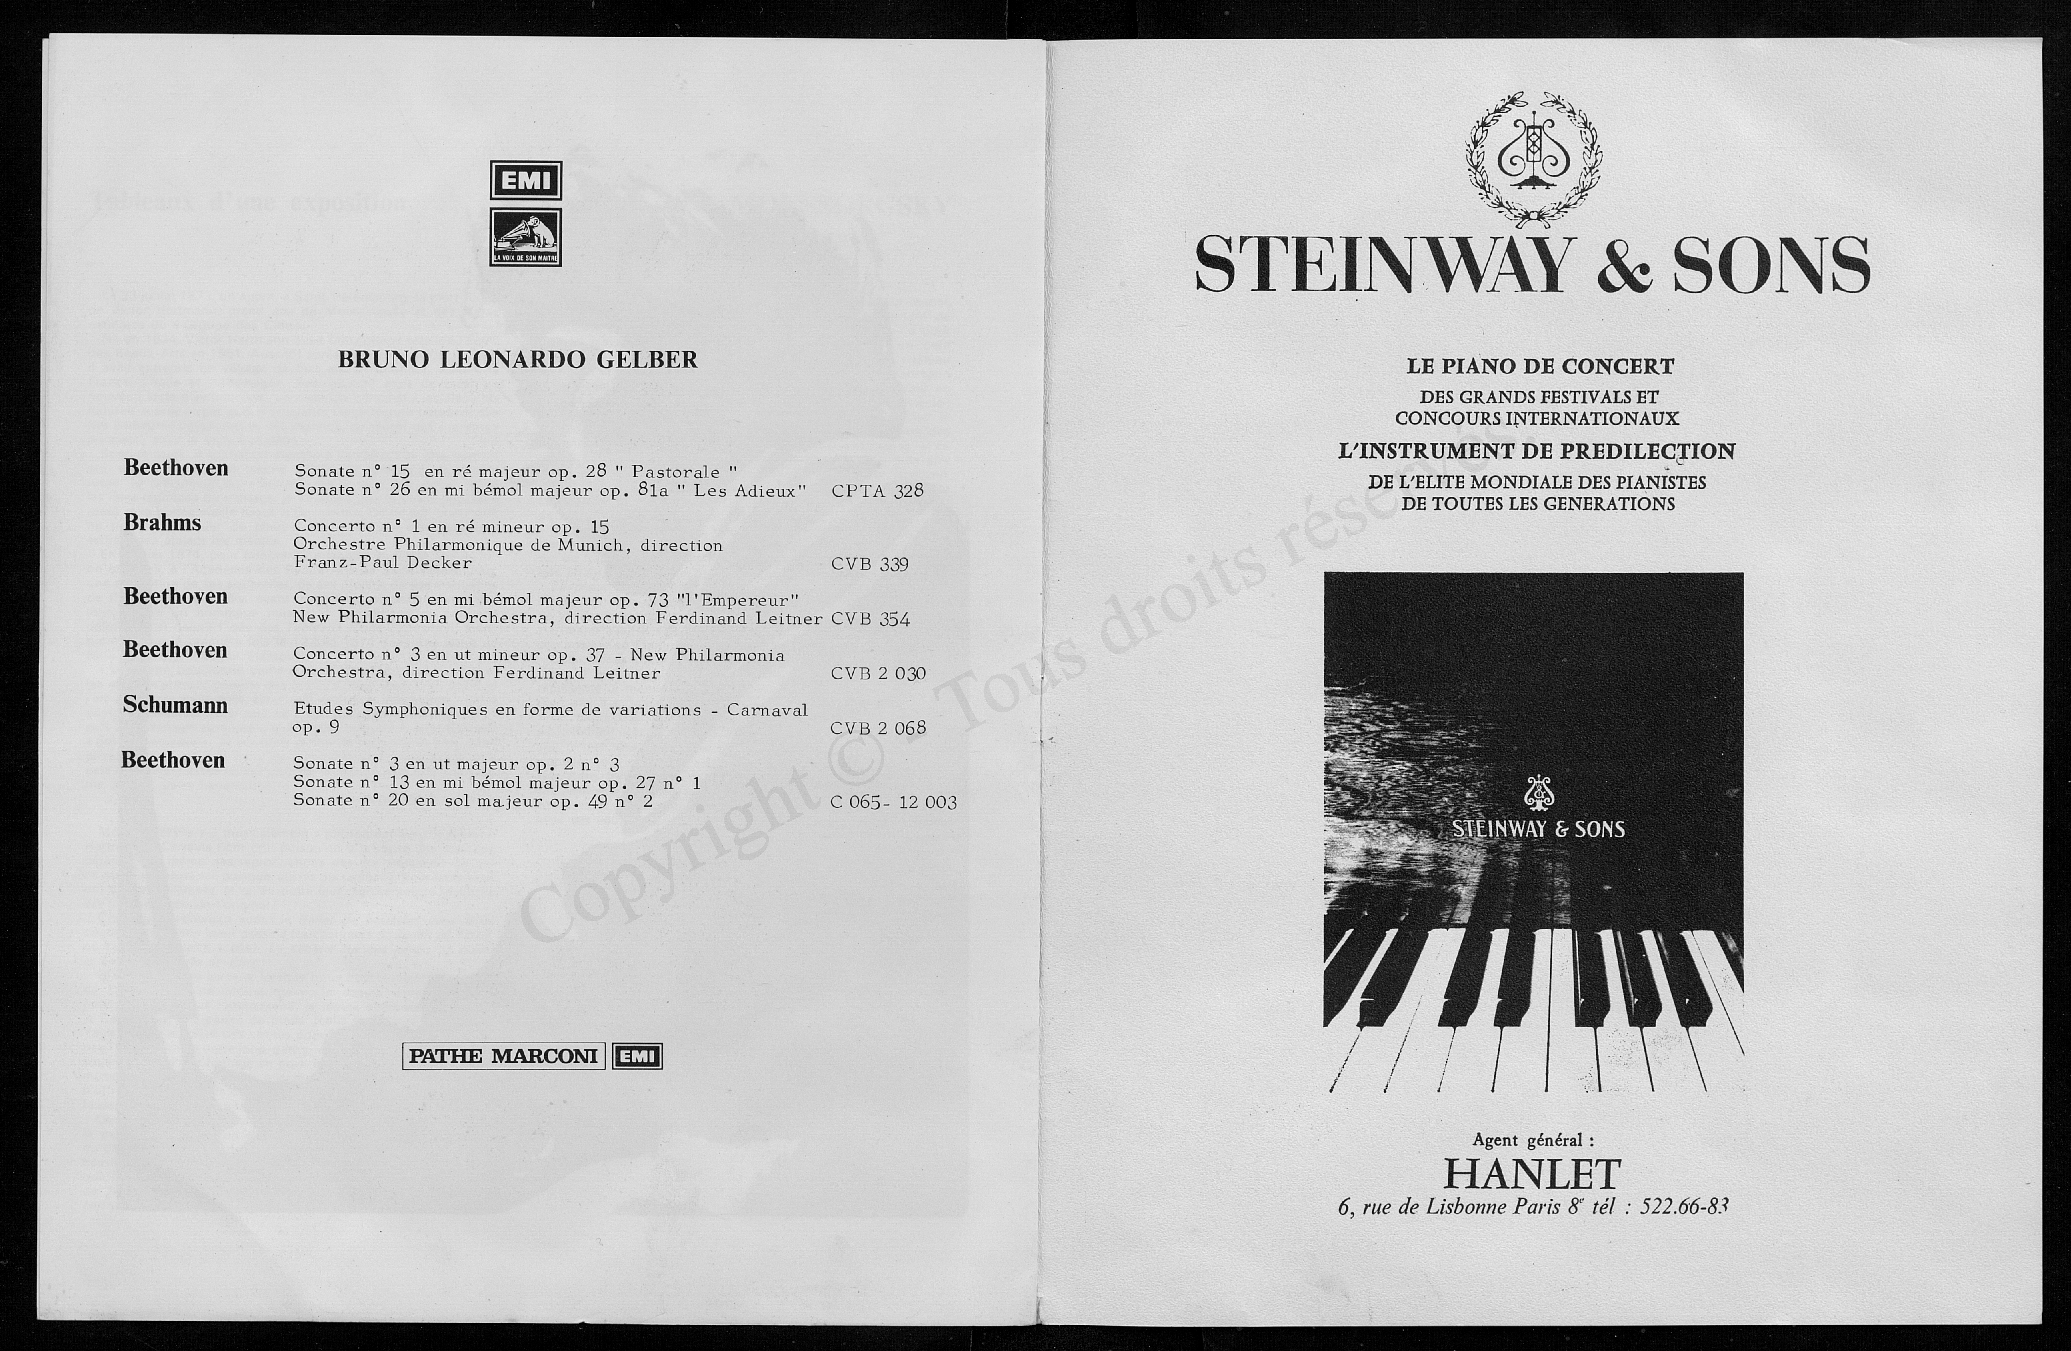 EMI
LA VOIX DE SON MAITRE
BRUNO LEONARDO GELBER
Beethoven Sonate n° 15 en ré majeur op. 28 " Pastorale "
Sonate n° 26 en mi bémol majeur op. 81a " Les Adieux" CPTA 328
Brahms Concerto n° 1 en ré mineur op. 15
Orchestre Philarmonique de Munich, direction
Franz-Paul Decker CVB 339
Beethoven Concerto n° 5 en mi bémol majeur op. 73 "l'Empereur"
New Philarmonia Orchestra, direction Ferdinand Leitner CVB 354
Beethoven Concerto n° 3 en ut mineur op. 37 - New Philarmonia
Orchestra, direction Ferdinand Leitner CVB 2 030
Schumann Etudes Symphoniques en forme de variations - Carnaval
op. 9 CVB 2 068
Beethoven Sonate n° 3 en ut majeur op. 2 n° 3
Sonate n° 13 en mi bémol majeur op. 27 n° 1
Sonate n° 20 en sol majeur op. 49 n° 2 C 065- 12 003
PATHE MARCONI EMI
STEINWAY & SONS
LE PIANO DE CONCERT
DES GRANDS FESTIVALS ET
CONCOURS INTERNATIONAUX
L'INSTRUMENT DE PREDILECTION
DE L'ELITE MONDIALE DES PIANISTES
DE TOUTES LES GENERATIONS
STEINWAY & SONS
Agent général :
HANLET
6, rue de Lisbonne Paris 8e tél : 522.66-83
Copyright © - Tous droits réservés.